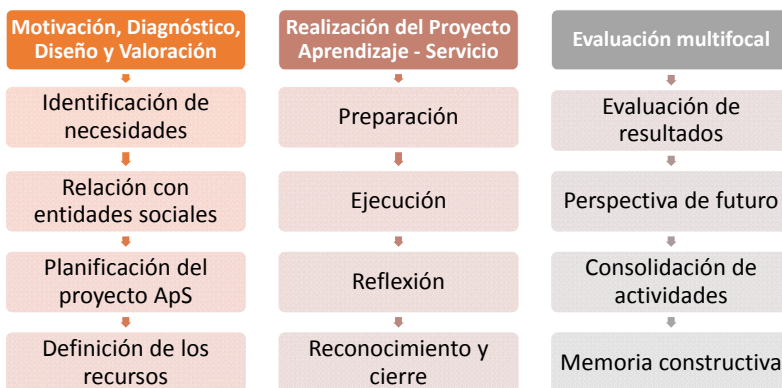 Motivación, Diagnóstico,
Diseño y Valoración
Identificación de
necesidades
Relación con
entidades sociales
Planificación del
proyecto ApS
Definición de los
recursos
Realización del Proyecto
Aprendizaje - Servicio
Preparación
Ejecución
Reflexión
Reconocimiento y
cierre
Evaluación multifocal
Evaluación de
resultados
Perspectiva de futuro
Consolidación de
actividades
Memoria constructiva